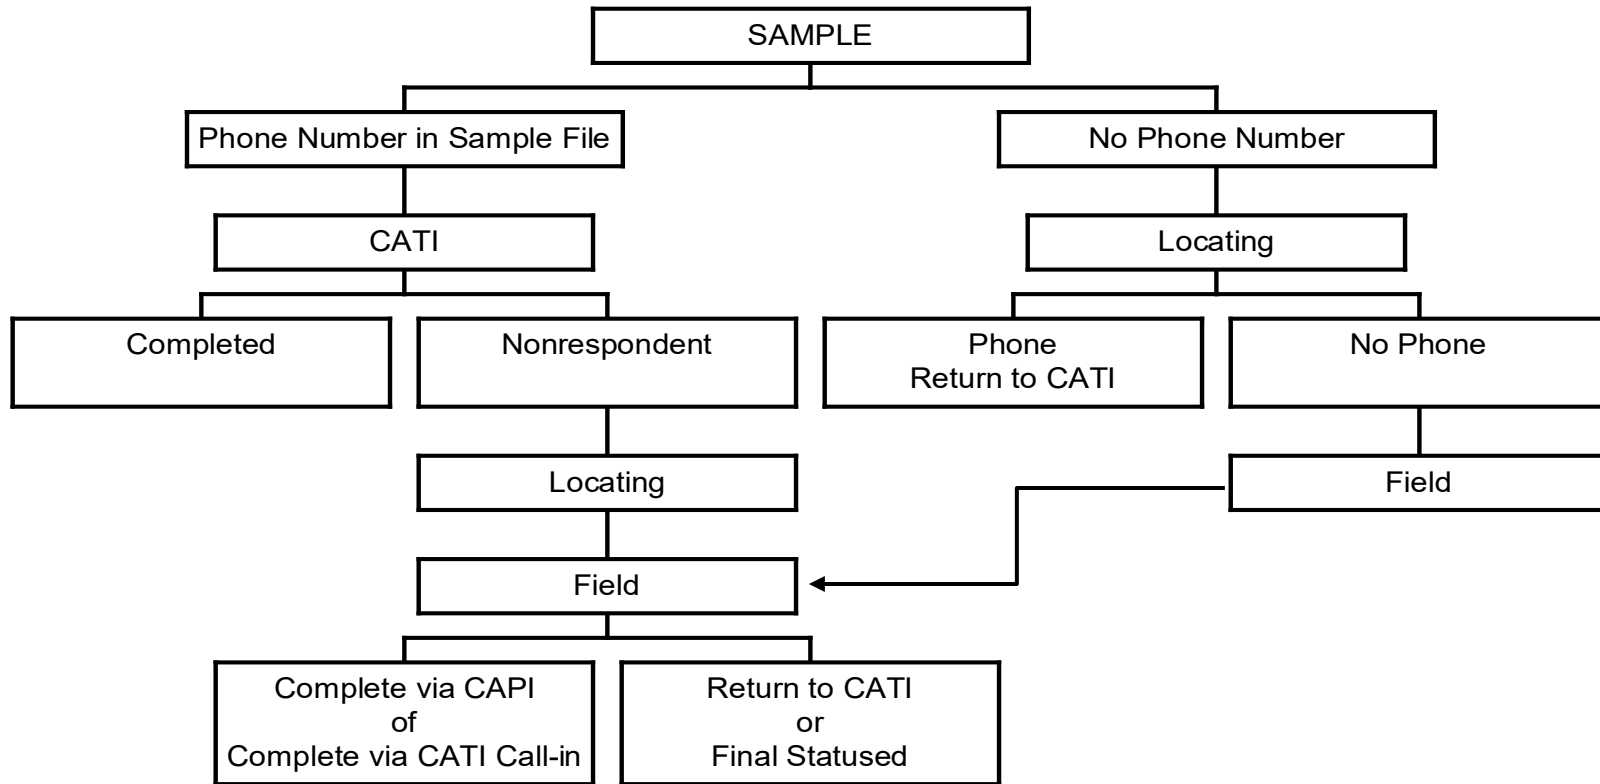 SAMPLE
Phone Number in Sample File
No Phone Number
CATI
Locating
Completed
Nonrespondent
Phone
Return to CATI
No Phone
Locating
Field
Field
Complete via CAPI
of
Complete via CATI Call-in
Return to CATI
or
Final Statused